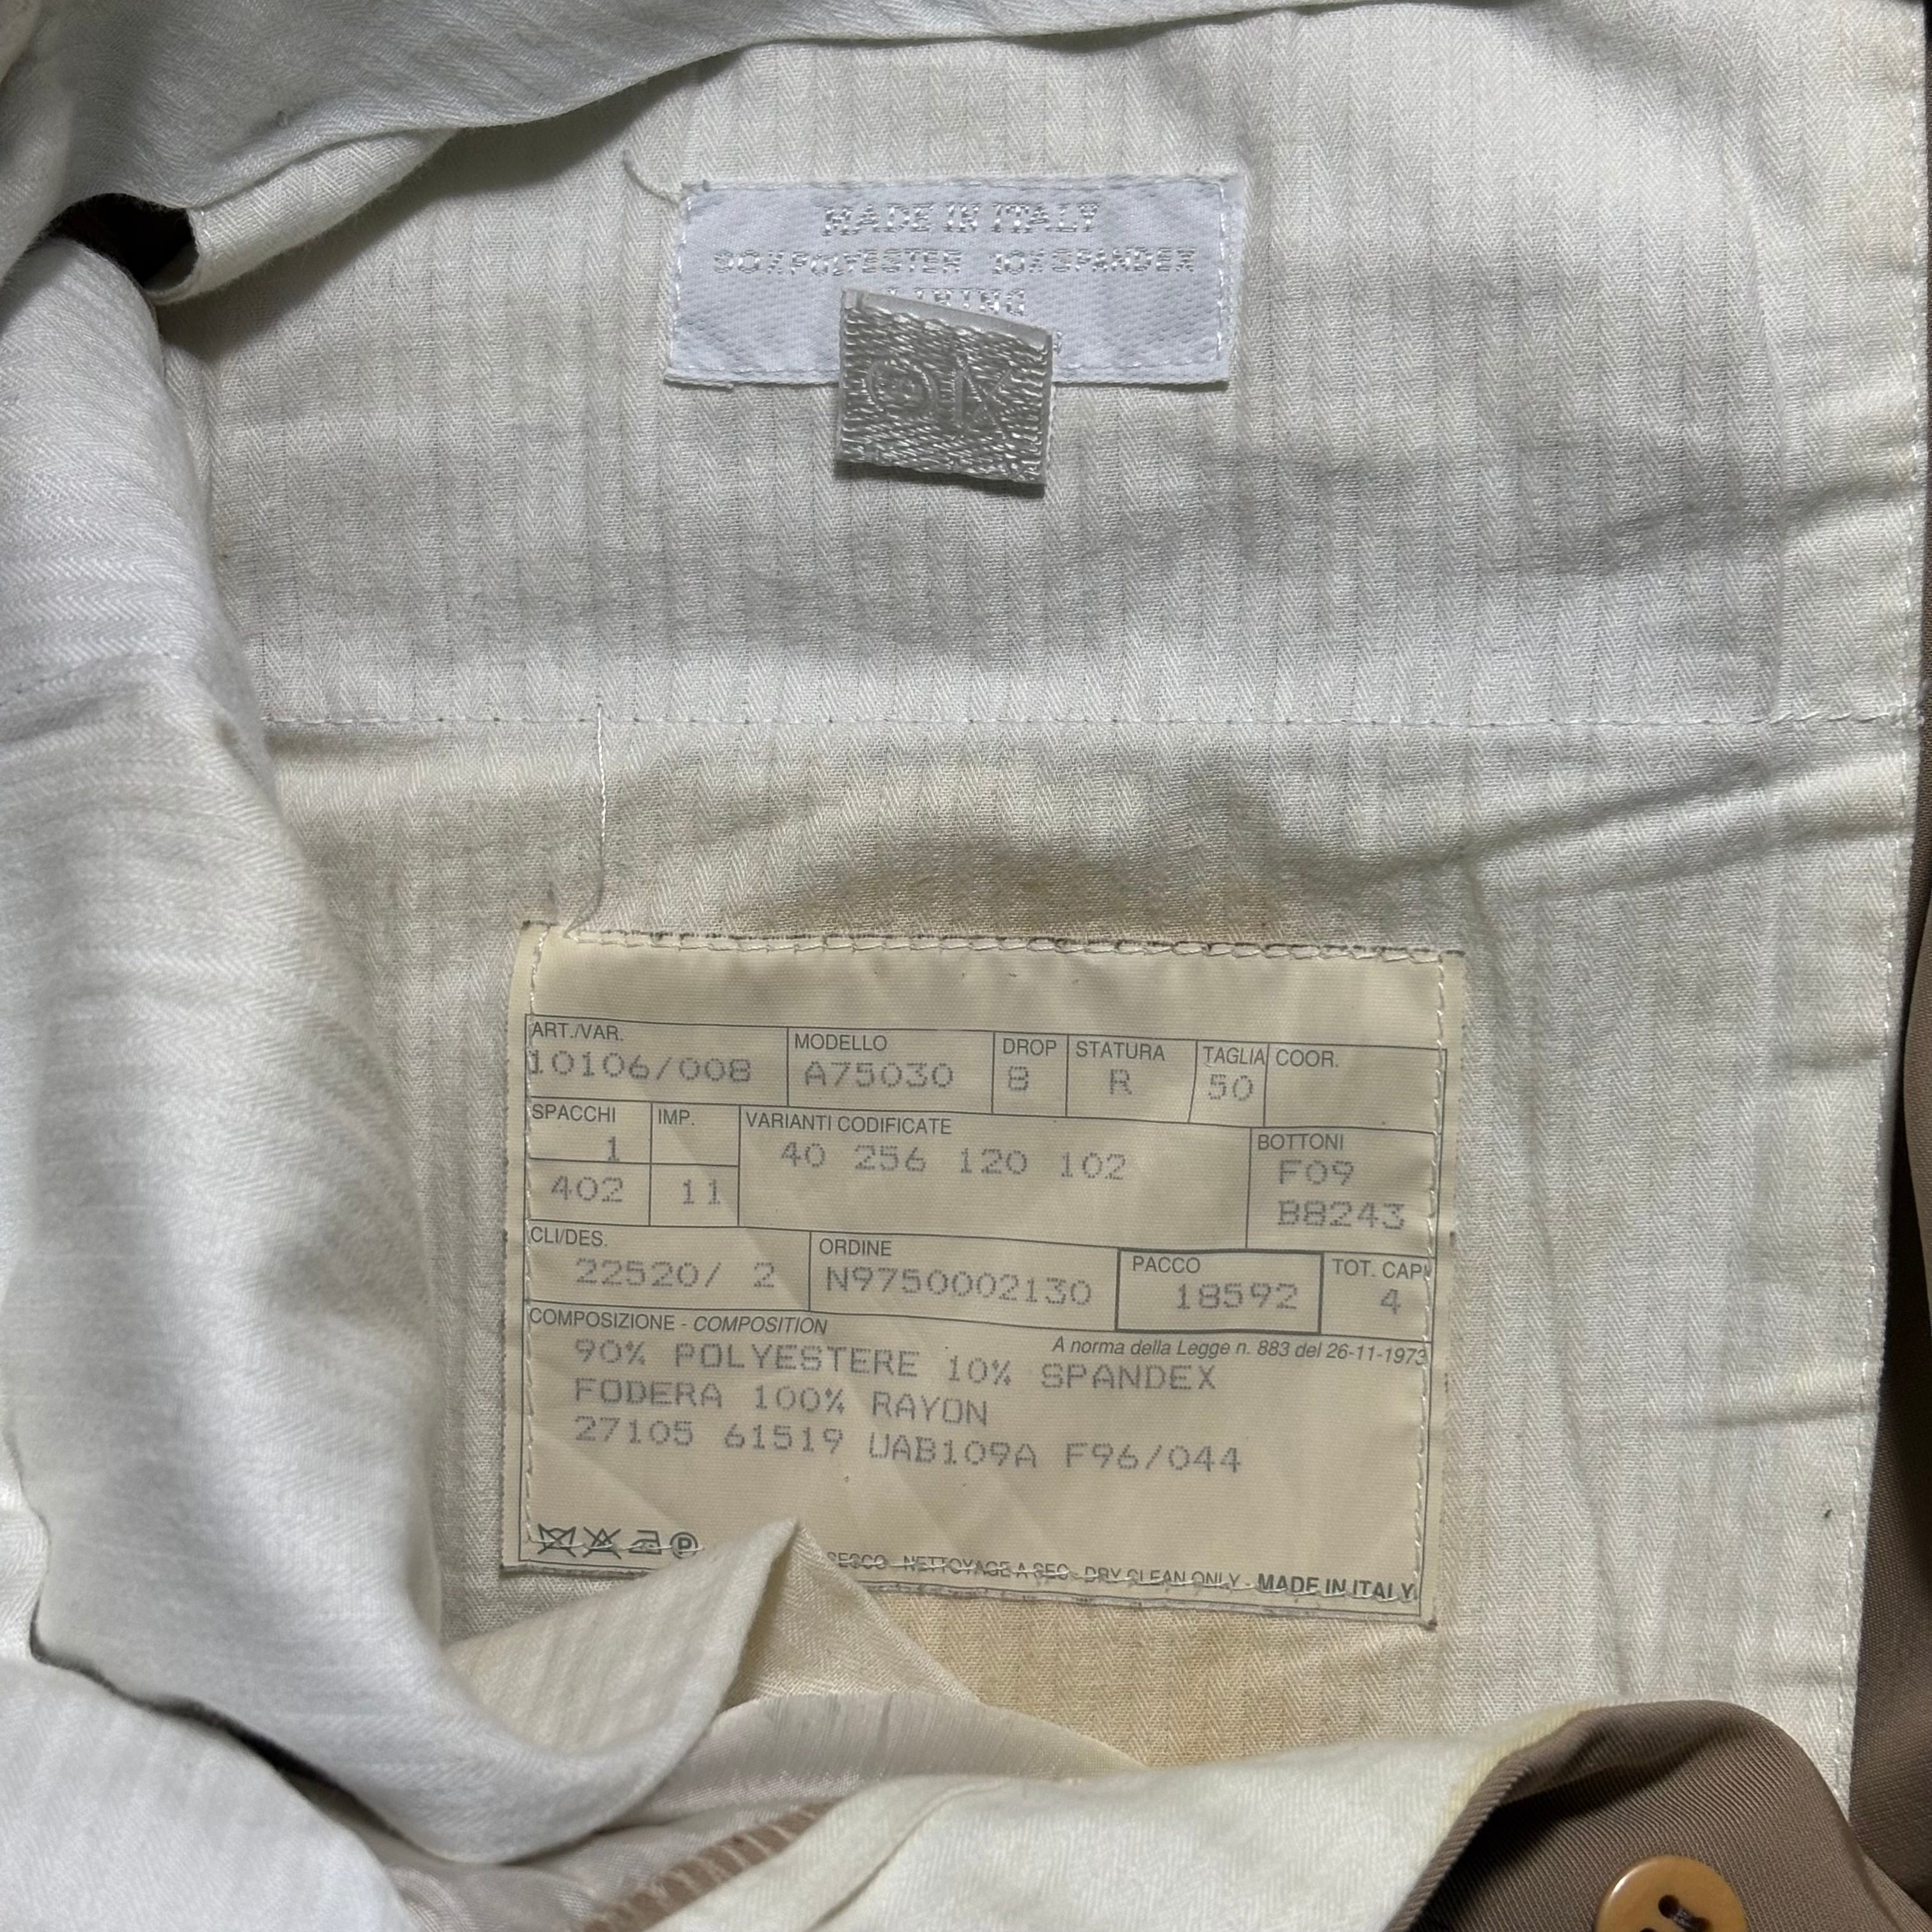 MADE IN ITALY
90% POLYESTER 10% SPANDEX
LINING
ART./VAR. MODELLO DROP STATURA TAGLIA COOR.
10106/008 A75030 8 R 50
SPACCHI IMP. VARIANTI CODIFICATE BOTTONI
1 40 256 120 102 F09
402 11 B8243
CLI/DES. ORDINE PACCO TOT. CAPI
22520/ 2 N9750002130 18592 4
COMPOSIZIONE - COMPOSITION
A norma della Legge n. 883 del 26-11-1973
90% POLYESTERE 10% SPANDEX
FODERA 100% RAYON
27105 61519 UAB109A F96/044
P SECCO - NETTOYAGE A SEC - DRY CLEAN ONLY - MADE IN ITALY